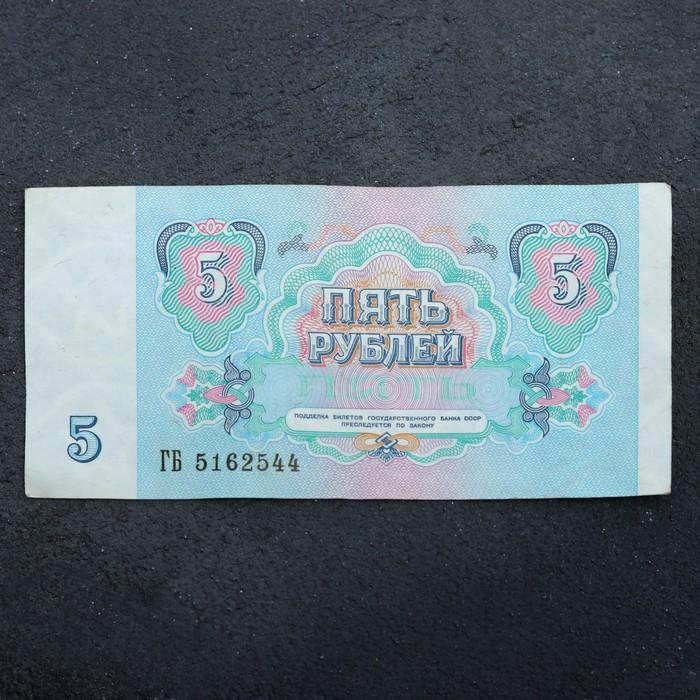 5 5
ПЯТЬ
РУБЛЕЙ
ПОДДЕЛКА БИЛЕТОВ ГОСУДАРСТВЕННОГО БАНКА СССР
ПРЕСЛЕДУЕТСЯ ПО ЗАКОНУ
5
ГБ 5162544